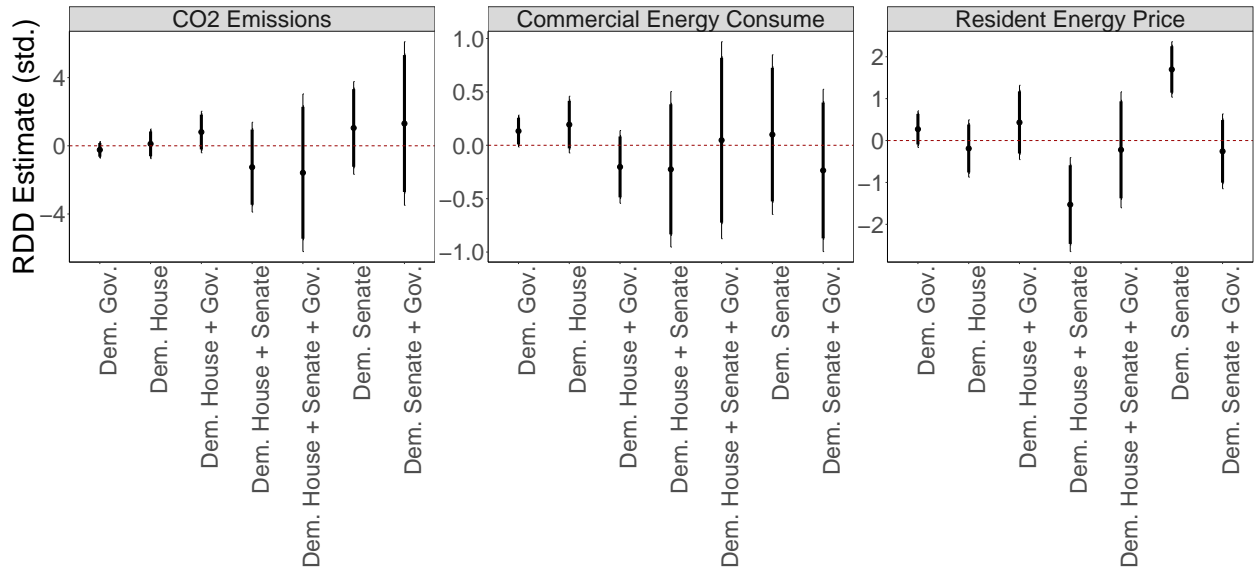 CO2 Emissions
Commercial Energy Consume
Resident Energy Price
RDD Estimate (std.)
4
0
−4
1.0
0.5
0.0
−0.5
−1.0
2
1
0
−1
−2
Dem. Gov.
Dem. House
Dem. House + Gov.
Dem. House + Senate
Dem. House + Senate + Gov.
Dem. Senate
Dem. Senate + Gov.
Dem. Gov.
Dem. House
Dem. House + Gov.
Dem. House + Senate
Dem. House + Senate + Gov.
Dem. Senate
Dem. Senate + Gov.
Dem. Gov.
Dem. House
Dem. House + Gov.
Dem. House + Senate
Dem. House + Senate + Gov.
Dem. Senate
Dem. Senate + Gov.